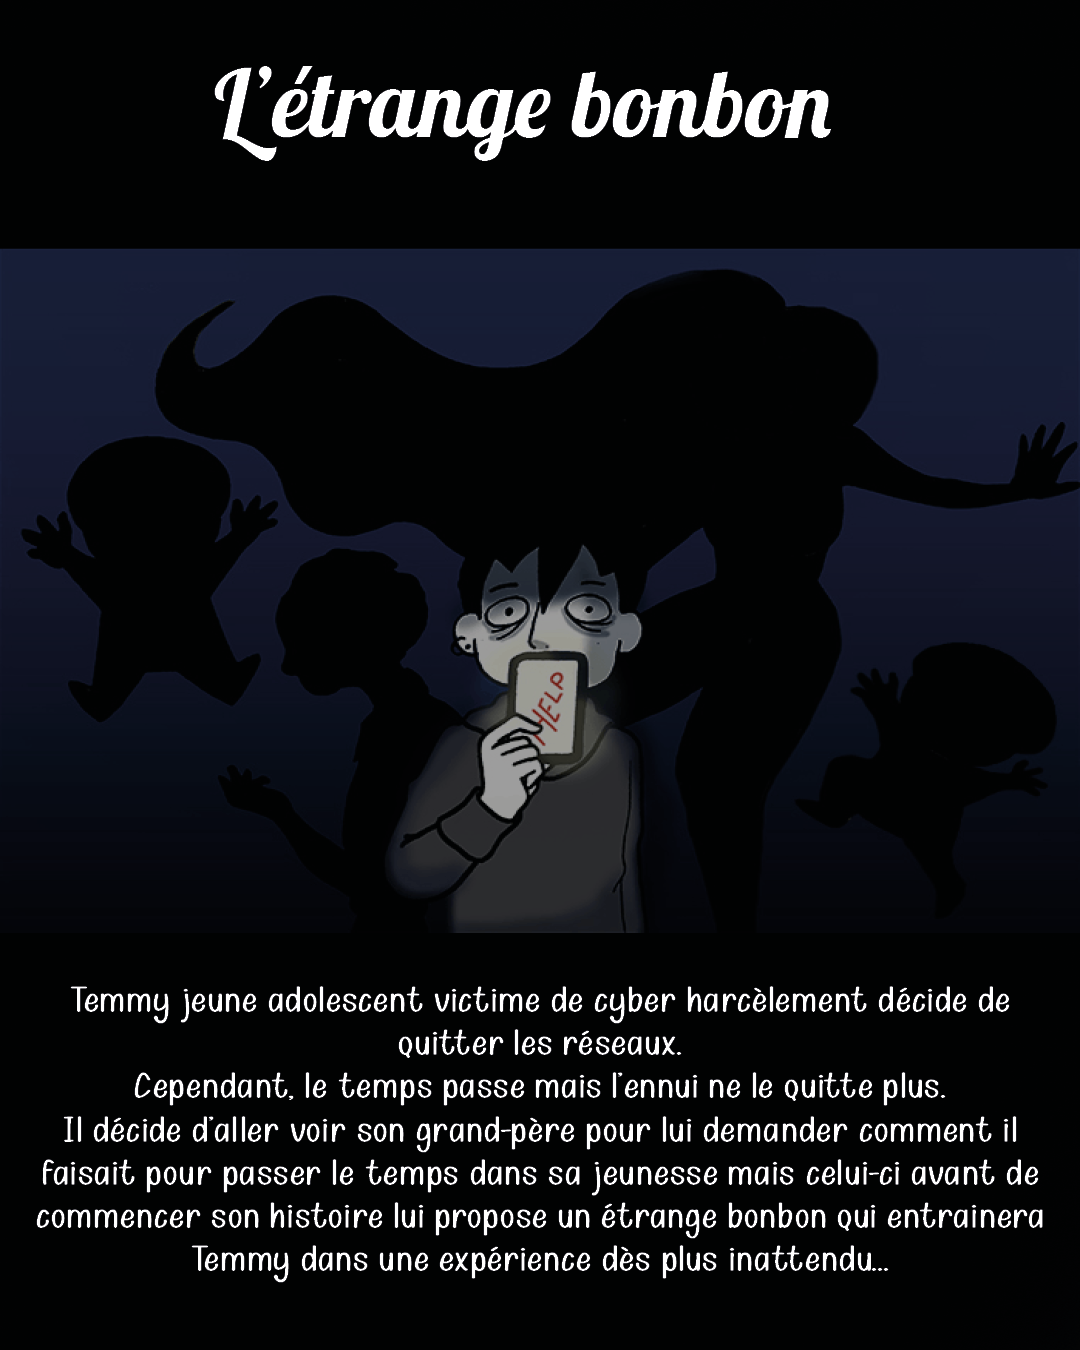 L'étrange bonbon
HELP
Temmy jeune adolescent victime de cyber harcèlement décide de
quitter les réseaux.
Cependant, le temps passe mais l'ennui ne le quitte plus.
Il décide d'aller voir son grand-père pour lui demander comment il
faisait pour passer le temps dans sa jeunesse mais celui-ci avant de
commencer son histoire lui propose un étrange bonbon qui entrainera
Temmy dans une expérience dès plus inattendu...